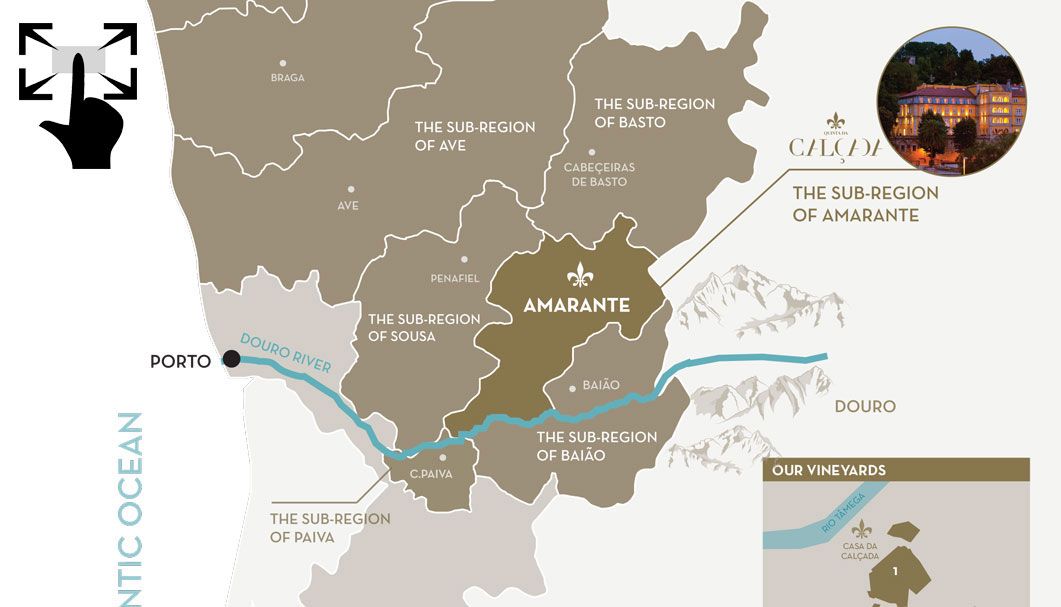 BRAGA
THE SUB-REGION
OF AVE
THE SUB-REGION
OF BASTO
CABEÇEIRAS
DE BASTO
AVE
QUINTA DA
CALÇADA
THE SUB-REGION
OF AMARANTE
PENAFIEL
AMARANTE
THE SUB-REGION
OF SOUSA
PORTO
DOURO RIVER
BAIÃO
DOURO
THE SUB-REGION
OF BAIÃO
C.PAIVA
THE SUB-REGION
OF PAIVA
NTIC OCEAN
OUR VINEYARDS
RIO TÂMEGA
CASA DA
CALÇADA
1